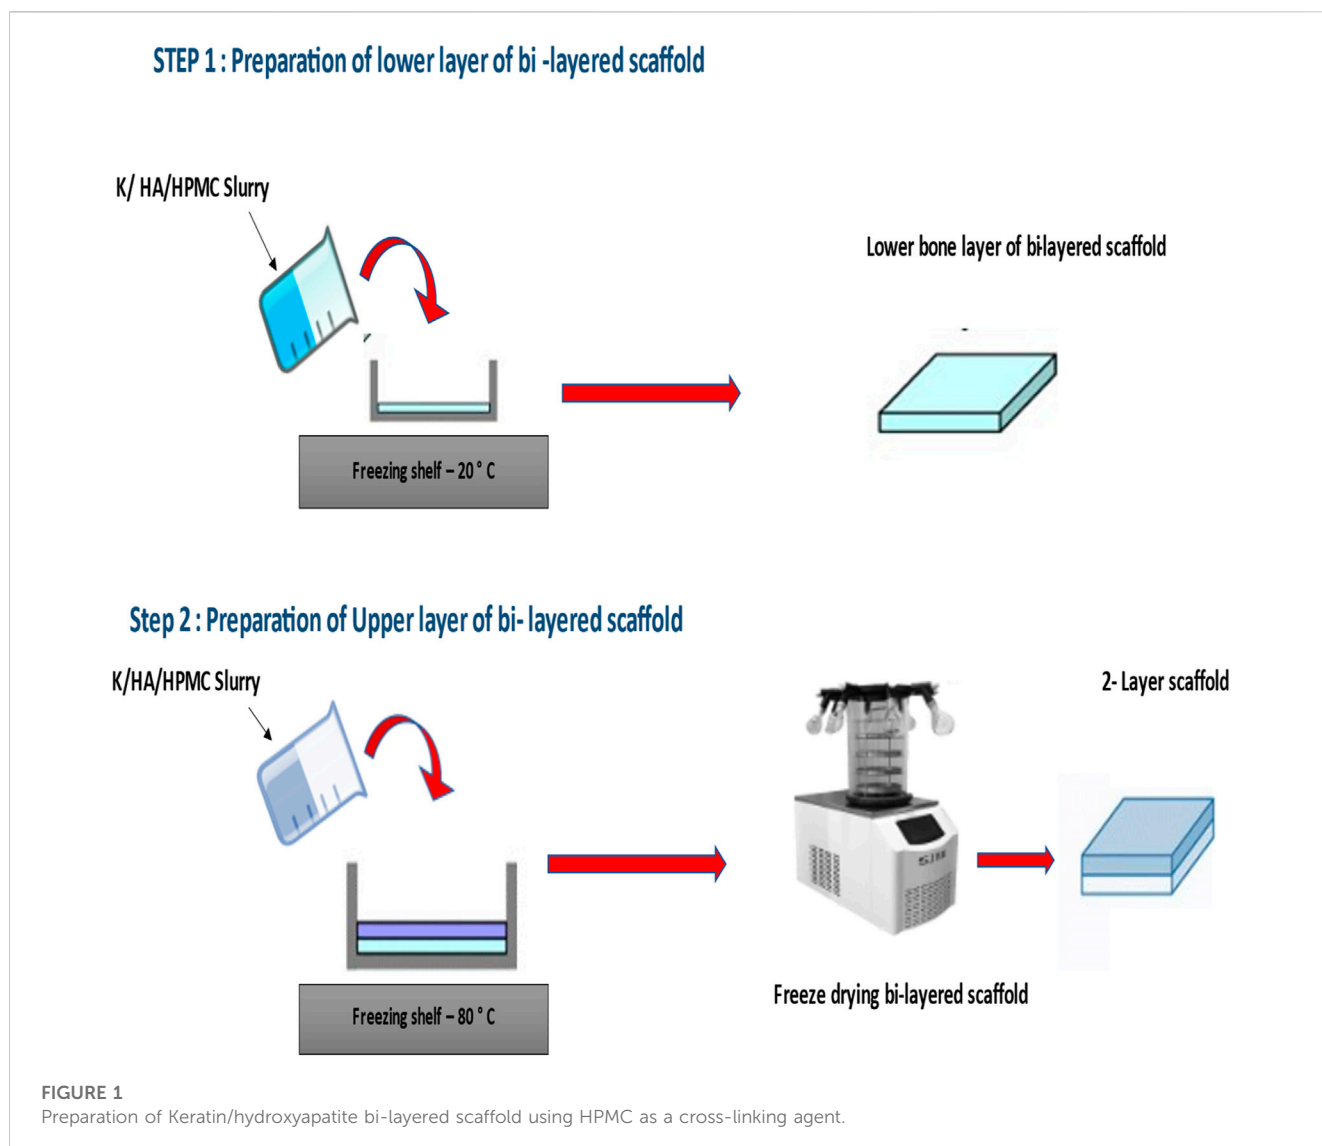 STEP 1 : Preparation of lower layer of bi -layered scaffold
K/ HA/HPMC Slurry
Lower bone layer of bi-layered scaffold
Freezing shelf – 20 ° C
Step 2 : Preparation of Upper layer of bi- layered scaffold
K/HA/HPMC Slurry
2- Layer scaffold
Freeze drying bi-layered scaffold
Freezing shelf – 80 ° C
FIGURE 1
Preparation of Keratin/hydroxyapatite bi-layered scaffold using HPMC as a cross-linking agent.